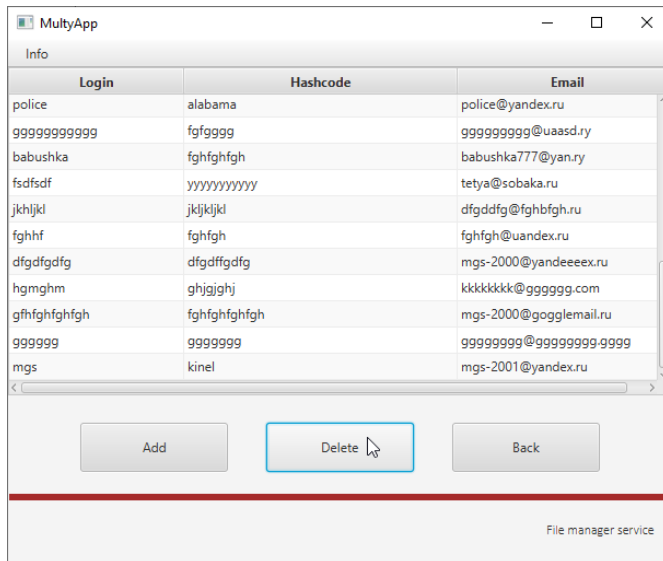 MultyApp
Info
Login Hashcode Email
police alabama police@yandex.ru
ggggggggggg fgfgggg ggggggggg@uaasd.ry
babushka fghfghfgh babushka777@yan.ry
fsdfsdf yyyyyyyyyyy tetya@sobaka.ru
jkhljkl jkljkljkl dfgddfg@fghbfgh.ru
fghhf fghfgh fghfgh@uandex.ru
dfgdfgdfg dfgdffgdfg mgs-2000@yandeeeex.ru
hgmghm ghjgjghj kkkkkkkk@gggggg.com
gfhfghfghfgh fghfghfghfgh mgs-2000@gogglemail.ru
gggggg ggggggg gggggggg@gggggggg.gggg
mgs kinel mgs-2001@yandex.ru
Add Delete Back
File manager service